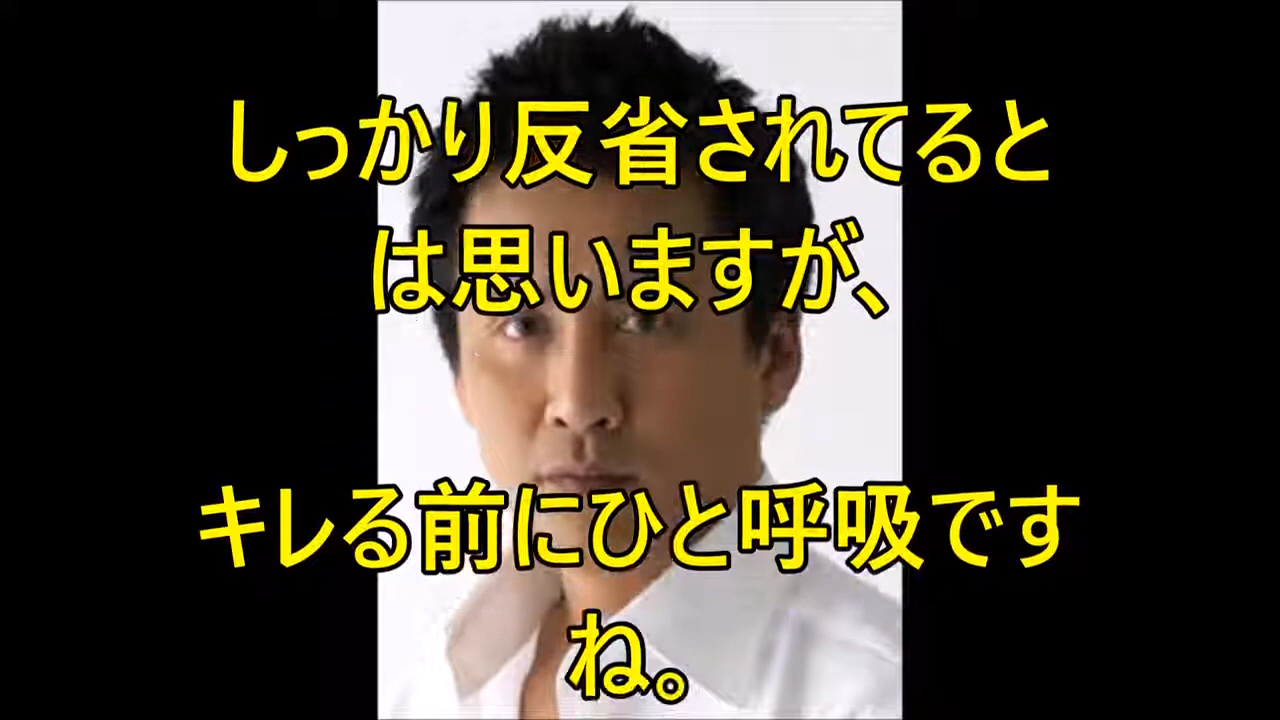 しっかり反省されてると
は思いますが、
キレる前にひと呼吸です
ね。